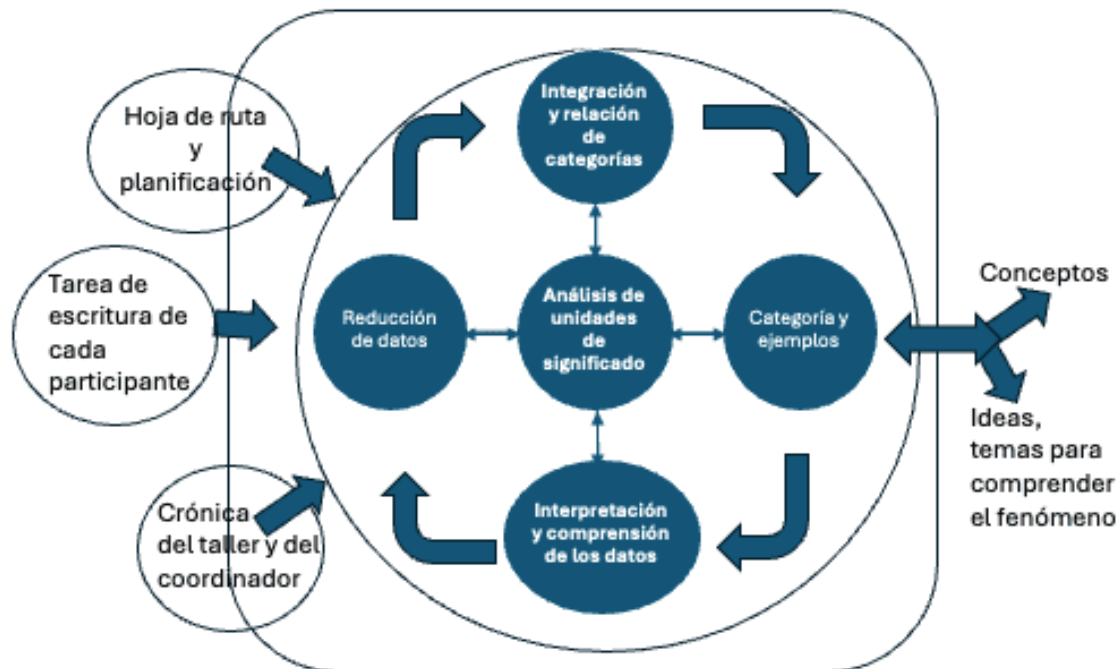 Hoja de ruta
y
planificación
Tarea de
escritura de
cada
participante
Crónica
del taller y del
coordinador
Integración
y relación
de
categorías
Reducción
de datos
Análisis de
unidades
de
significado
Categoría y
ejemplos
Interpretación
y comprensión
de los datos
Conceptos
Ideas,
temas para
comprender
el fenómeno